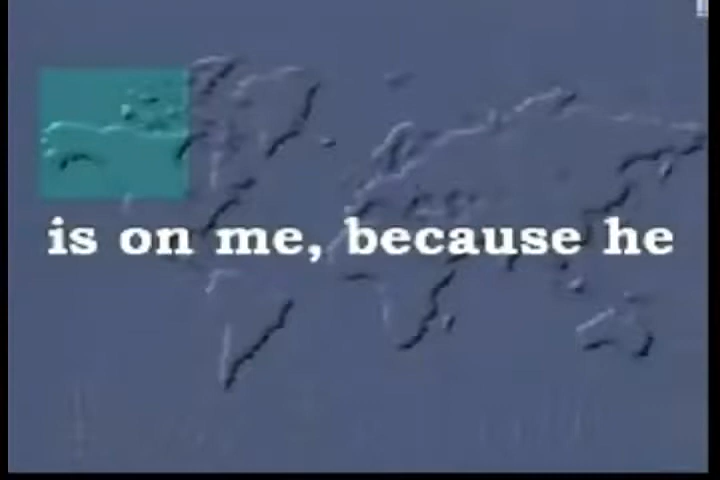 is on me, because he